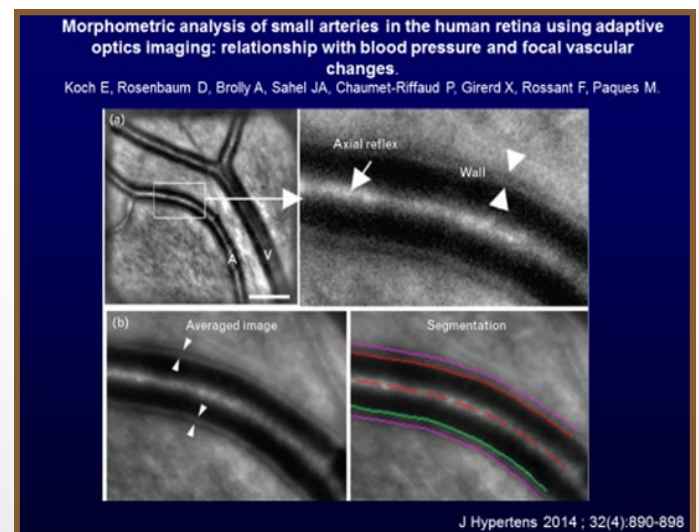 Morphometric analysis of small arteries in the human retina using adaptive
optics imaging: relationship with blood pressure and focal vascular
changes.
Koch E, Rosenbaum D, Brolly A, Sahel JA, Chaumet-Riffaud P, Girerd X, Rossant F, Paques M.
(a)
Axial reflex
Wall
A
V
(b)
Averaged image
Segmentation
J Hypertens 2014 ; 32(4):890-898